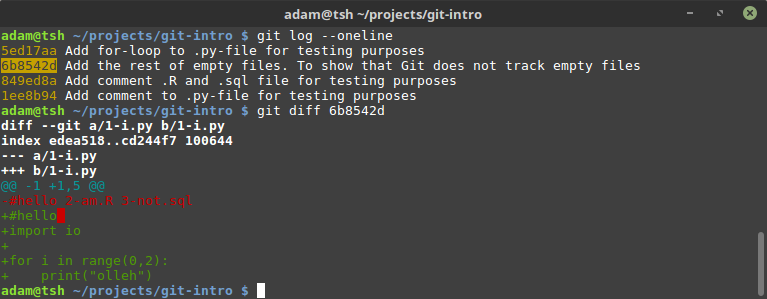 adam@tsh ~/projects/git-intro
adam@tsh ~/projects/git-intro $ git log --oneline
5ed17aa Add for-loop to .py-file for testing purposes
6b8542d Add the rest of empty files. To show that Git does not track empty files
849ed8a Add comment .R and .sql file for testing purposes
1ee8b94 Add comment to .py-file for testing purposes
adam@tsh ~/projects/git-intro $ git diff 6b8542d
diff --git a/1-i.py b/1-i.py
index edea518..cd244f7 100644
--- a/1-i.py
+++ b/1-i.py
@@ -1 +1,5 @@
-#hello 2-am.R 3-not.sql
+#hello
+import io
+
+for i in range(0,2):
+    print("olleh")
adam@tsh ~/projects/git-intro $